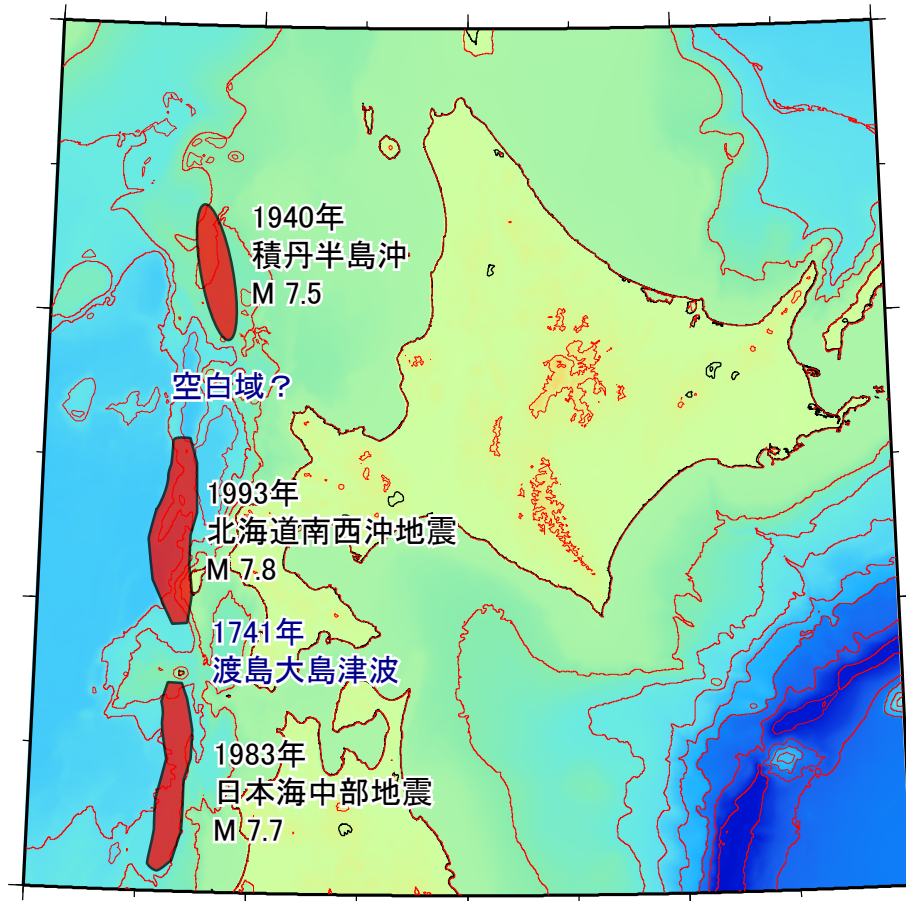 1940年
積丹半島沖
M 7.5
空白域？
1993年
北海道南西沖地震
M 7.8
1741年
渡島大島津波
1983年
日本海中部地震
M 7.7